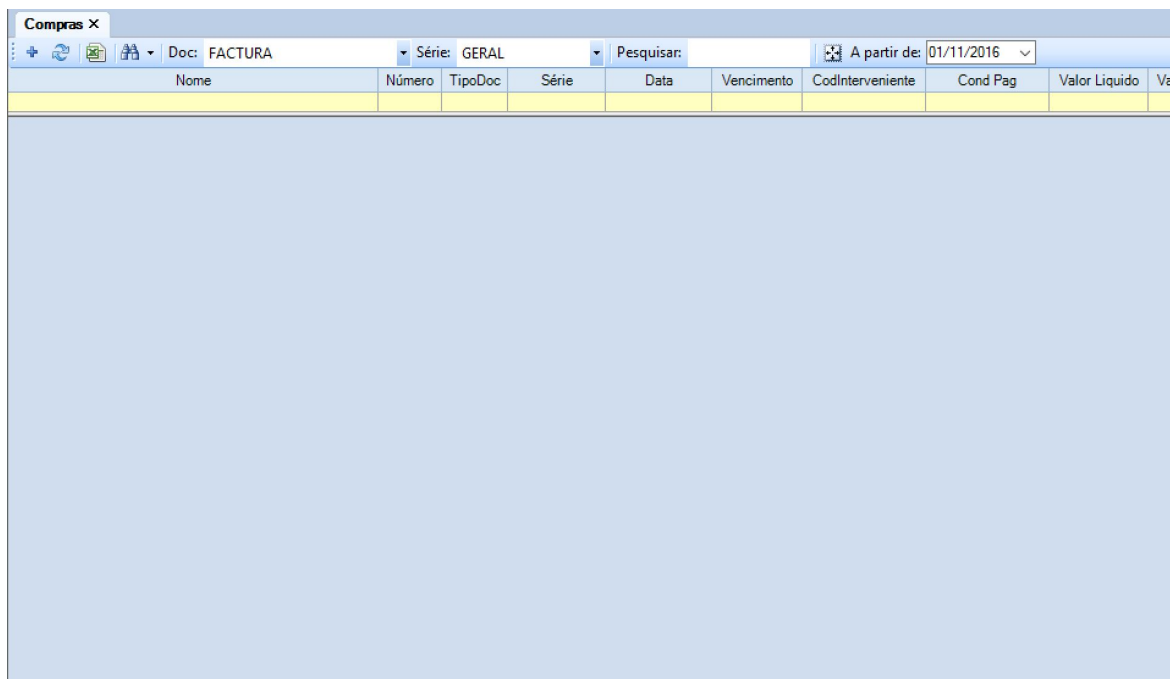 Compras X
Doc: FACTURA Série: GERAL Pesquisar: A partir de: 01/11/2016
Nome Número TipoDoc Série Data Vencimento CodInterveniente Cond Pag Valor Liquido Va